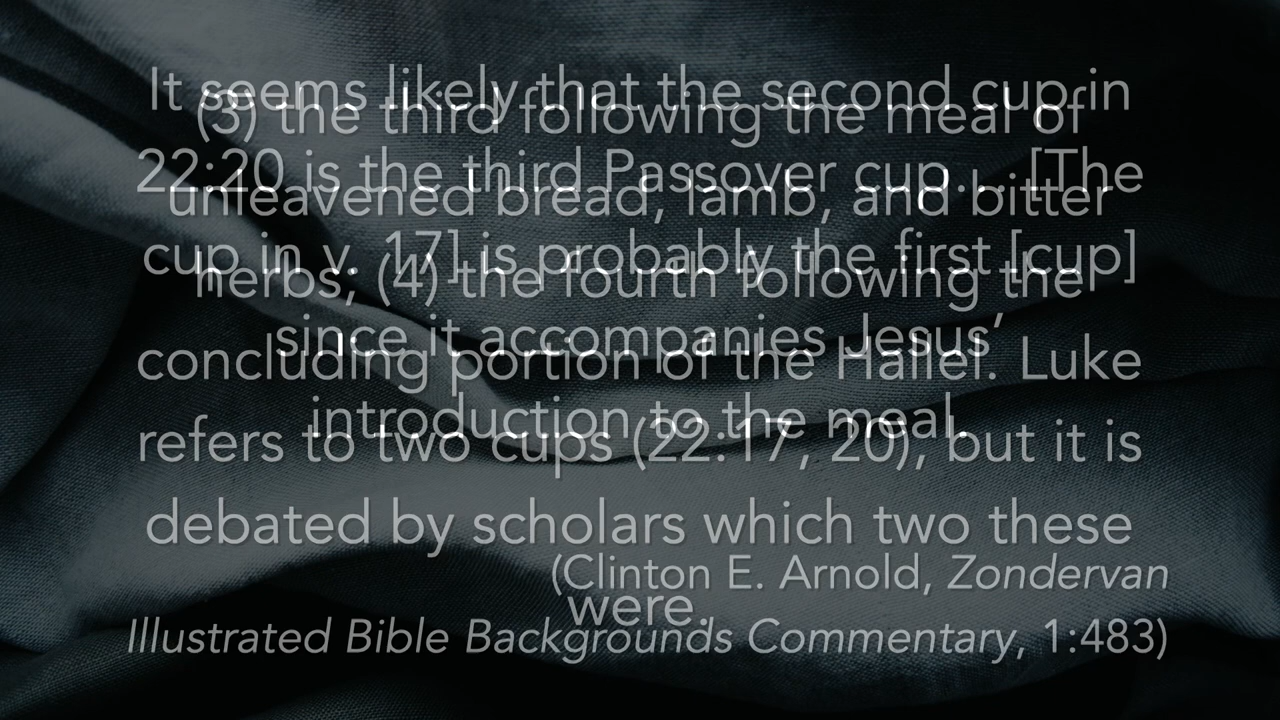 (3) the third following the meal of
unleavened bread, lamb, and bitter
herbs, (4) the fourth following the
concluding portion of the Hallel. Luke
refers to two cups (22:17, 20), but it is
debated by scholars which two these
were.
It seems likely that the second cup in
22:20 is the third Passover cup… [The
cup in v. 17] is probably the first [cup]
since it accompanies Jesus’
introduction to the meal.
(Clinton E. Arnold, Zondervan
Illustrated Bible Backgrounds Commentary, 1:483)